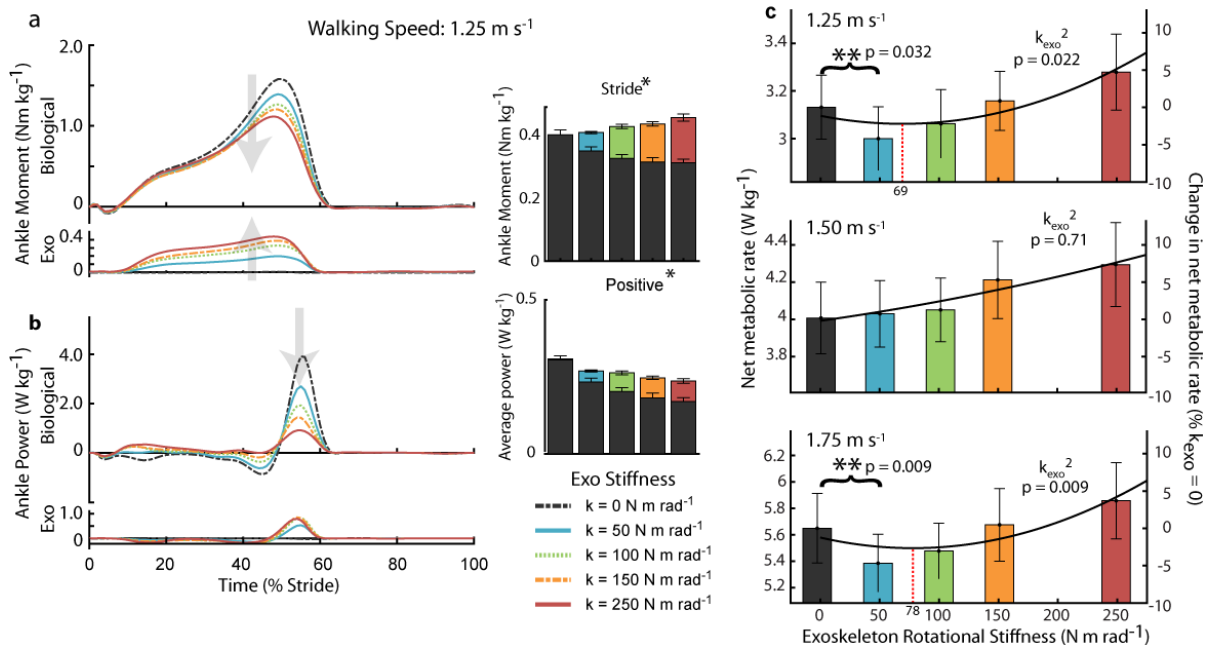 a
Walking Speed: 1.25 m s⁻¹
Ankle Moment (Nm kg⁻¹)
Biological
Exo
2.0
1.0
0
0.4
0
Stride*
Ankle Moment (Nm kg⁻¹)
0.4
0.2
0
b
Ankle Power (W kg⁻¹)
Biological
Exo
4.0
2.0
0
1.0
0
0 20 40 60 80 100
Time (% Stride)
Positive*
Average power (W kg⁻¹)
0.5
0
Exo Stiffness
k = 0 N m rad⁻¹
k = 50 N m rad⁻¹
k = 100 N m rad⁻¹
k = 150 N m rad⁻¹
k = 250 N m rad⁻¹
c
Net metabolic rate (W kg⁻¹)
Change in net metabolic rate (% kexo = 0)
1.25 m s⁻¹
** p = 0.032
kexo²
p = 0.022
3.4
3.2
3
69
10
5
0
-5
-10
1.50 m s⁻¹
kexo²
p = 0.71
4.4
4.2
4
3.8
10
5
0
-5
-10
1.75 m s⁻¹
** p = 0.009
kexo²
p = 0.009
6.2
6
5.8
5.6
5.4
5.2
10
5
0
-5
-10
0 50 78 100 150 200 250
Exoskeleton Rotational Stiffness (N m rad⁻¹)